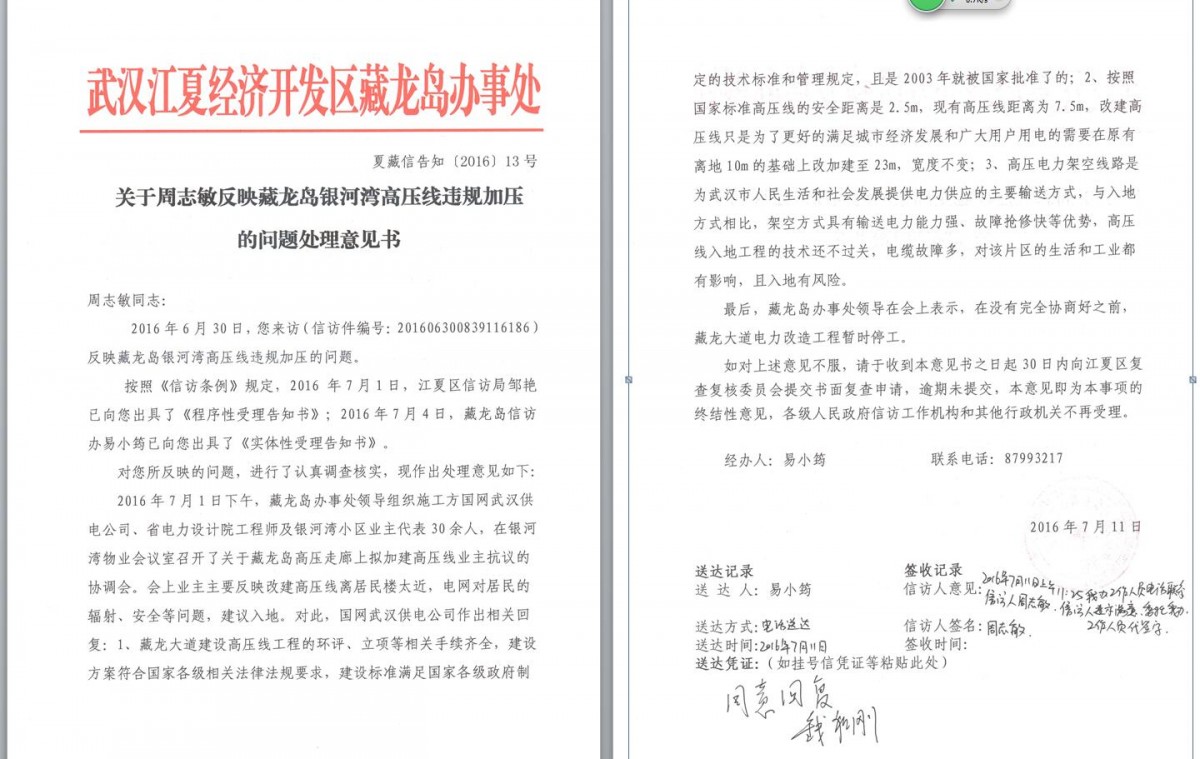 武汉江夏经济开发区藏龙岛办事处
夏藏信告知〔2016〕13号
关于周志敏反映藏龙岛银河湾高压线违规加压
的问题处理意见书
周志敏同志：
2016年6月30日，您来访（信访件编号：201606300839116186）
反映藏龙岛银河湾高压线违规加压的问题。
按照《信访条例》规定，2016 年7月1日，江夏区信访局邹艳
已向您出具了《程序性受理告知书》；2016年7月4日，藏龙岛信访
办易小筠已向您出具了《实体性受理告知书》。
对您所反映的问题，进行了认真调查核实，现作出处理意见如下：
2016年7月1日下午，藏龙岛办事处领导组织施工方国网武汉供
电公司、省电力设计院工程师及银河湾小区业主代表30余人，在银河
湾物业会议室召开了关于藏龙岛高压走廊上拟加建高压线业主抗议的
协调会。会上业主主要反映改建高压线离居民楼太近，电网对居民的
辐射、安全等问题，建议入地。对此，国网武汉供电公司作出相关回
复：1、藏龙大道建设高压线工程的环评、立项等相关手续齐全，建设
方案符合国家各级相关法律法规要求，建设标准满足国家各级政府制
定的技术标准和管理规定，且是2003年就被国家批准了的；2、按照
国家标准高压线的安全距离是2.5m，现有高压线距离为7.5m，改建高
压线只是为了更好的满足城市经济发展和广大用户用电的需要在原有
离地10m的基础上改加建至23m，宽度不变；3、高压电力架空线路是
为武汉市人民生活和社会发展提供电力供应的主要输送方式，与入地
方式相比，架空方式具有输送电力能力强、故障抢修快等优势，高压
线入地工程的技术还不过关，电缆故障多，对该片区的生活和工业都
有影响，且入地有风险。
最后，藏龙岛办事处领导在会上表示，在没有完全协商好之前，
藏龙大道电力改造工程暂时停工。
如对上述意见不服，请于收到本意见书之日起30日内向江夏区复
查复核委员会提交书面复查申请，逾期未提交，本意见即为本事项的
终结性意见，各级人民政府信访工作机构和其他行政机关不再受理。
经办人：易小筠 联系电话：87993217
2016年7月11日
送达记录 签收记录
送 达 人：易小筠 信访人意见：2016年7月11日上午11:25 我办工作人员电话联系
信访人周志敏，信访人
工作人员代签字.
送达方式：电话送达 信访人签名：周志敏.
送达时间：2016年7月11日 签收时间：
送达凭证：（如挂号信凭证等粘贴此处）
同意回复